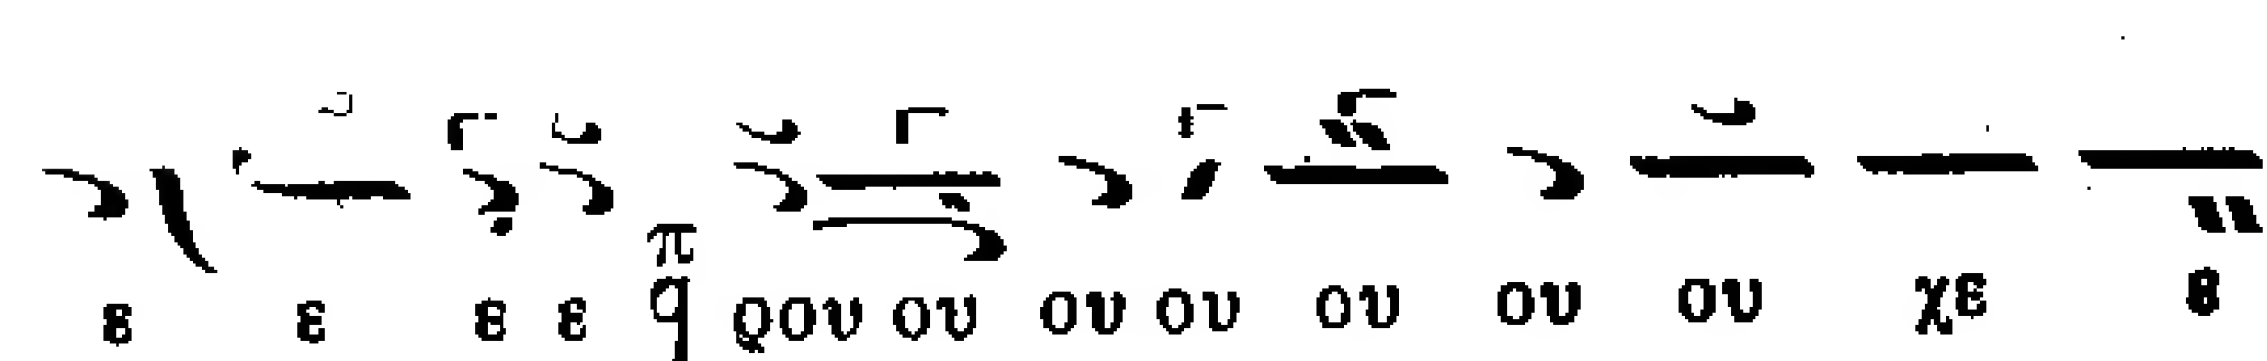 ε ε ε ε π q ρου ου ου ου ου ου ου χε ε